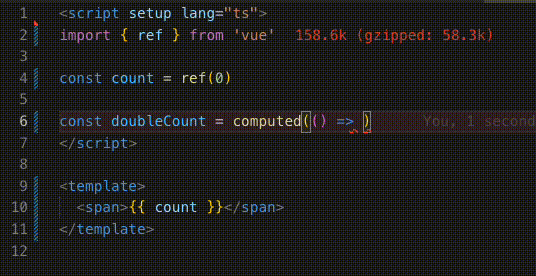 1 <script setup lang="ts">
2 import { ref } from 'vue' 158.6k (gzipped: 58.3k)
3
4 const count = ref(0)
5
6 const doubleCount = computed(() => ) You, 1 second
7 </script>
8
9 <template>
10 <span>{{ count }}</span>
11 </template>
12